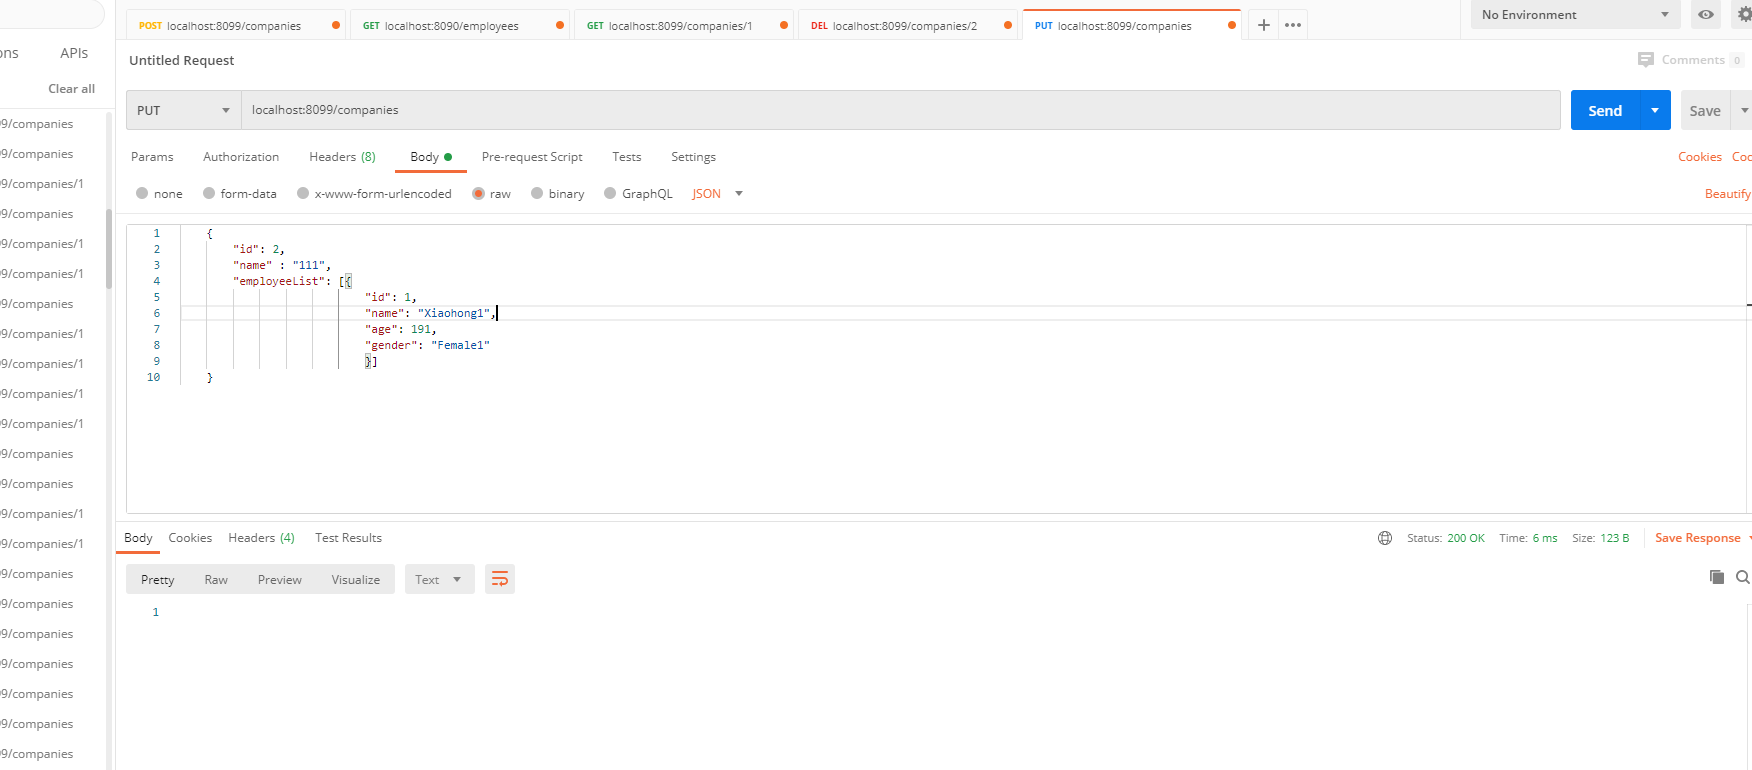 POST localhost:8099/companies GET localhost:8090/employees GET localhost:8099/companies/1 DEL localhost:8099/companies/2 PUT localhost:8099/companies + ••• No Environment
ons APIs
Untitled Request Comments 0
Clear all
PUT localhost:8099/companies Send Save
9/companies
9/companies
9/companies/1
9/companies
9/companies/1
9/companies/1
9/companies
9/companies/1
9/companies/1
9/companies/1
9/companies/1
9/companies
9/companies
9/companies/1
9/companies/1
9/companies
9/companies
9/companies
9/companies
9/companies
9/companies
9/companies
Params Authorization Headers (8) Body Pre-request Script Tests Settings Cookies Coo
none form-data x-www-form-urlencoded raw binary GraphQL JSON Beautify
1 {
2 "id": 2,
3 "name" : "111",
4 "employeeList": [{
5 "id": 1,
6 "name": "Xiaohong1",
7 "age": 191,
8 "gender": "Female1"
9 }]
10 }
Body Cookies Headers (4) Test Results Status: 200 OK Time: 6 ms Size: 123 B Save Response
Pretty Raw Preview Visualize Text
1